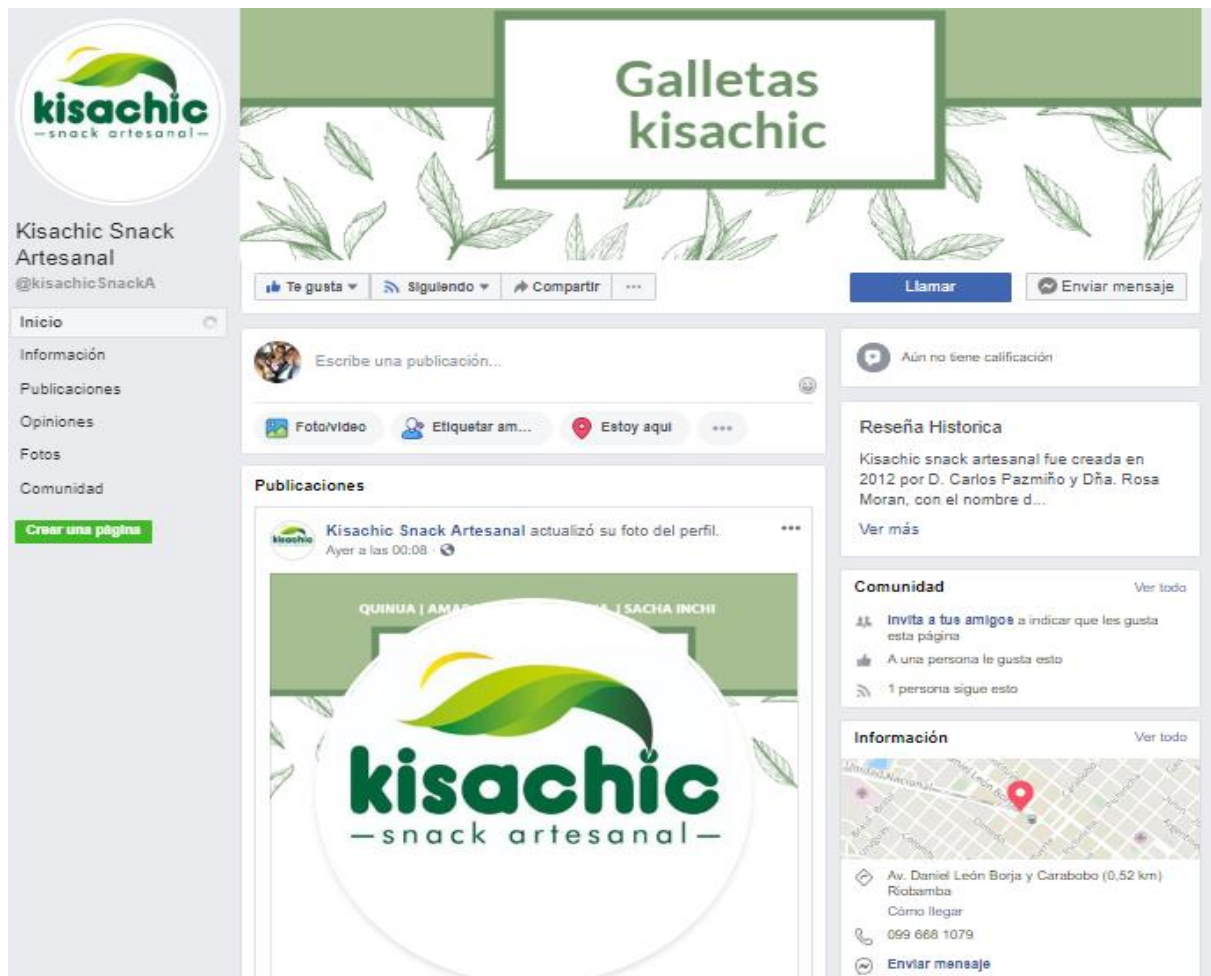 kisachic
snack artesanal
Kisachic Snack
Artesanal
@kisachicSnackA
Inicio
Información
Publicaciones
Opiniones
Fotos
Comunidad
Crear una página
Galletas
kisachic
Te gusta
Siguiendo
Compartir
Llamar
Enviar mensaje
Escribe una publicación...
Foto/video
Etiquetar am...
Estoy aquí
Publicaciones
kisachic
Kisachic Snack Artesanal actualizó su foto del perfil.
Ayer a las 00:08
QUINUA | | SACHA INCHI
kisachic
snack artesanal
Aún no tiene calificación
Reseña Historica
Kisachic snack artesanal fue creada en
2012 por D. Carlos Pazmiño y Dña. Rosa
Moran, con el nombre d...
Ver más
Comunidad Ver todo
Invita a tus amigos a indicar que les gusta
esta página
A una persona le gusta esto
1 persona sigue esto
Información Ver todo
Av. Daniel León Borja y Carabobo (0,52 km)
Riobamba
Cómo llegar
099 668 1079
Enviar mensaje